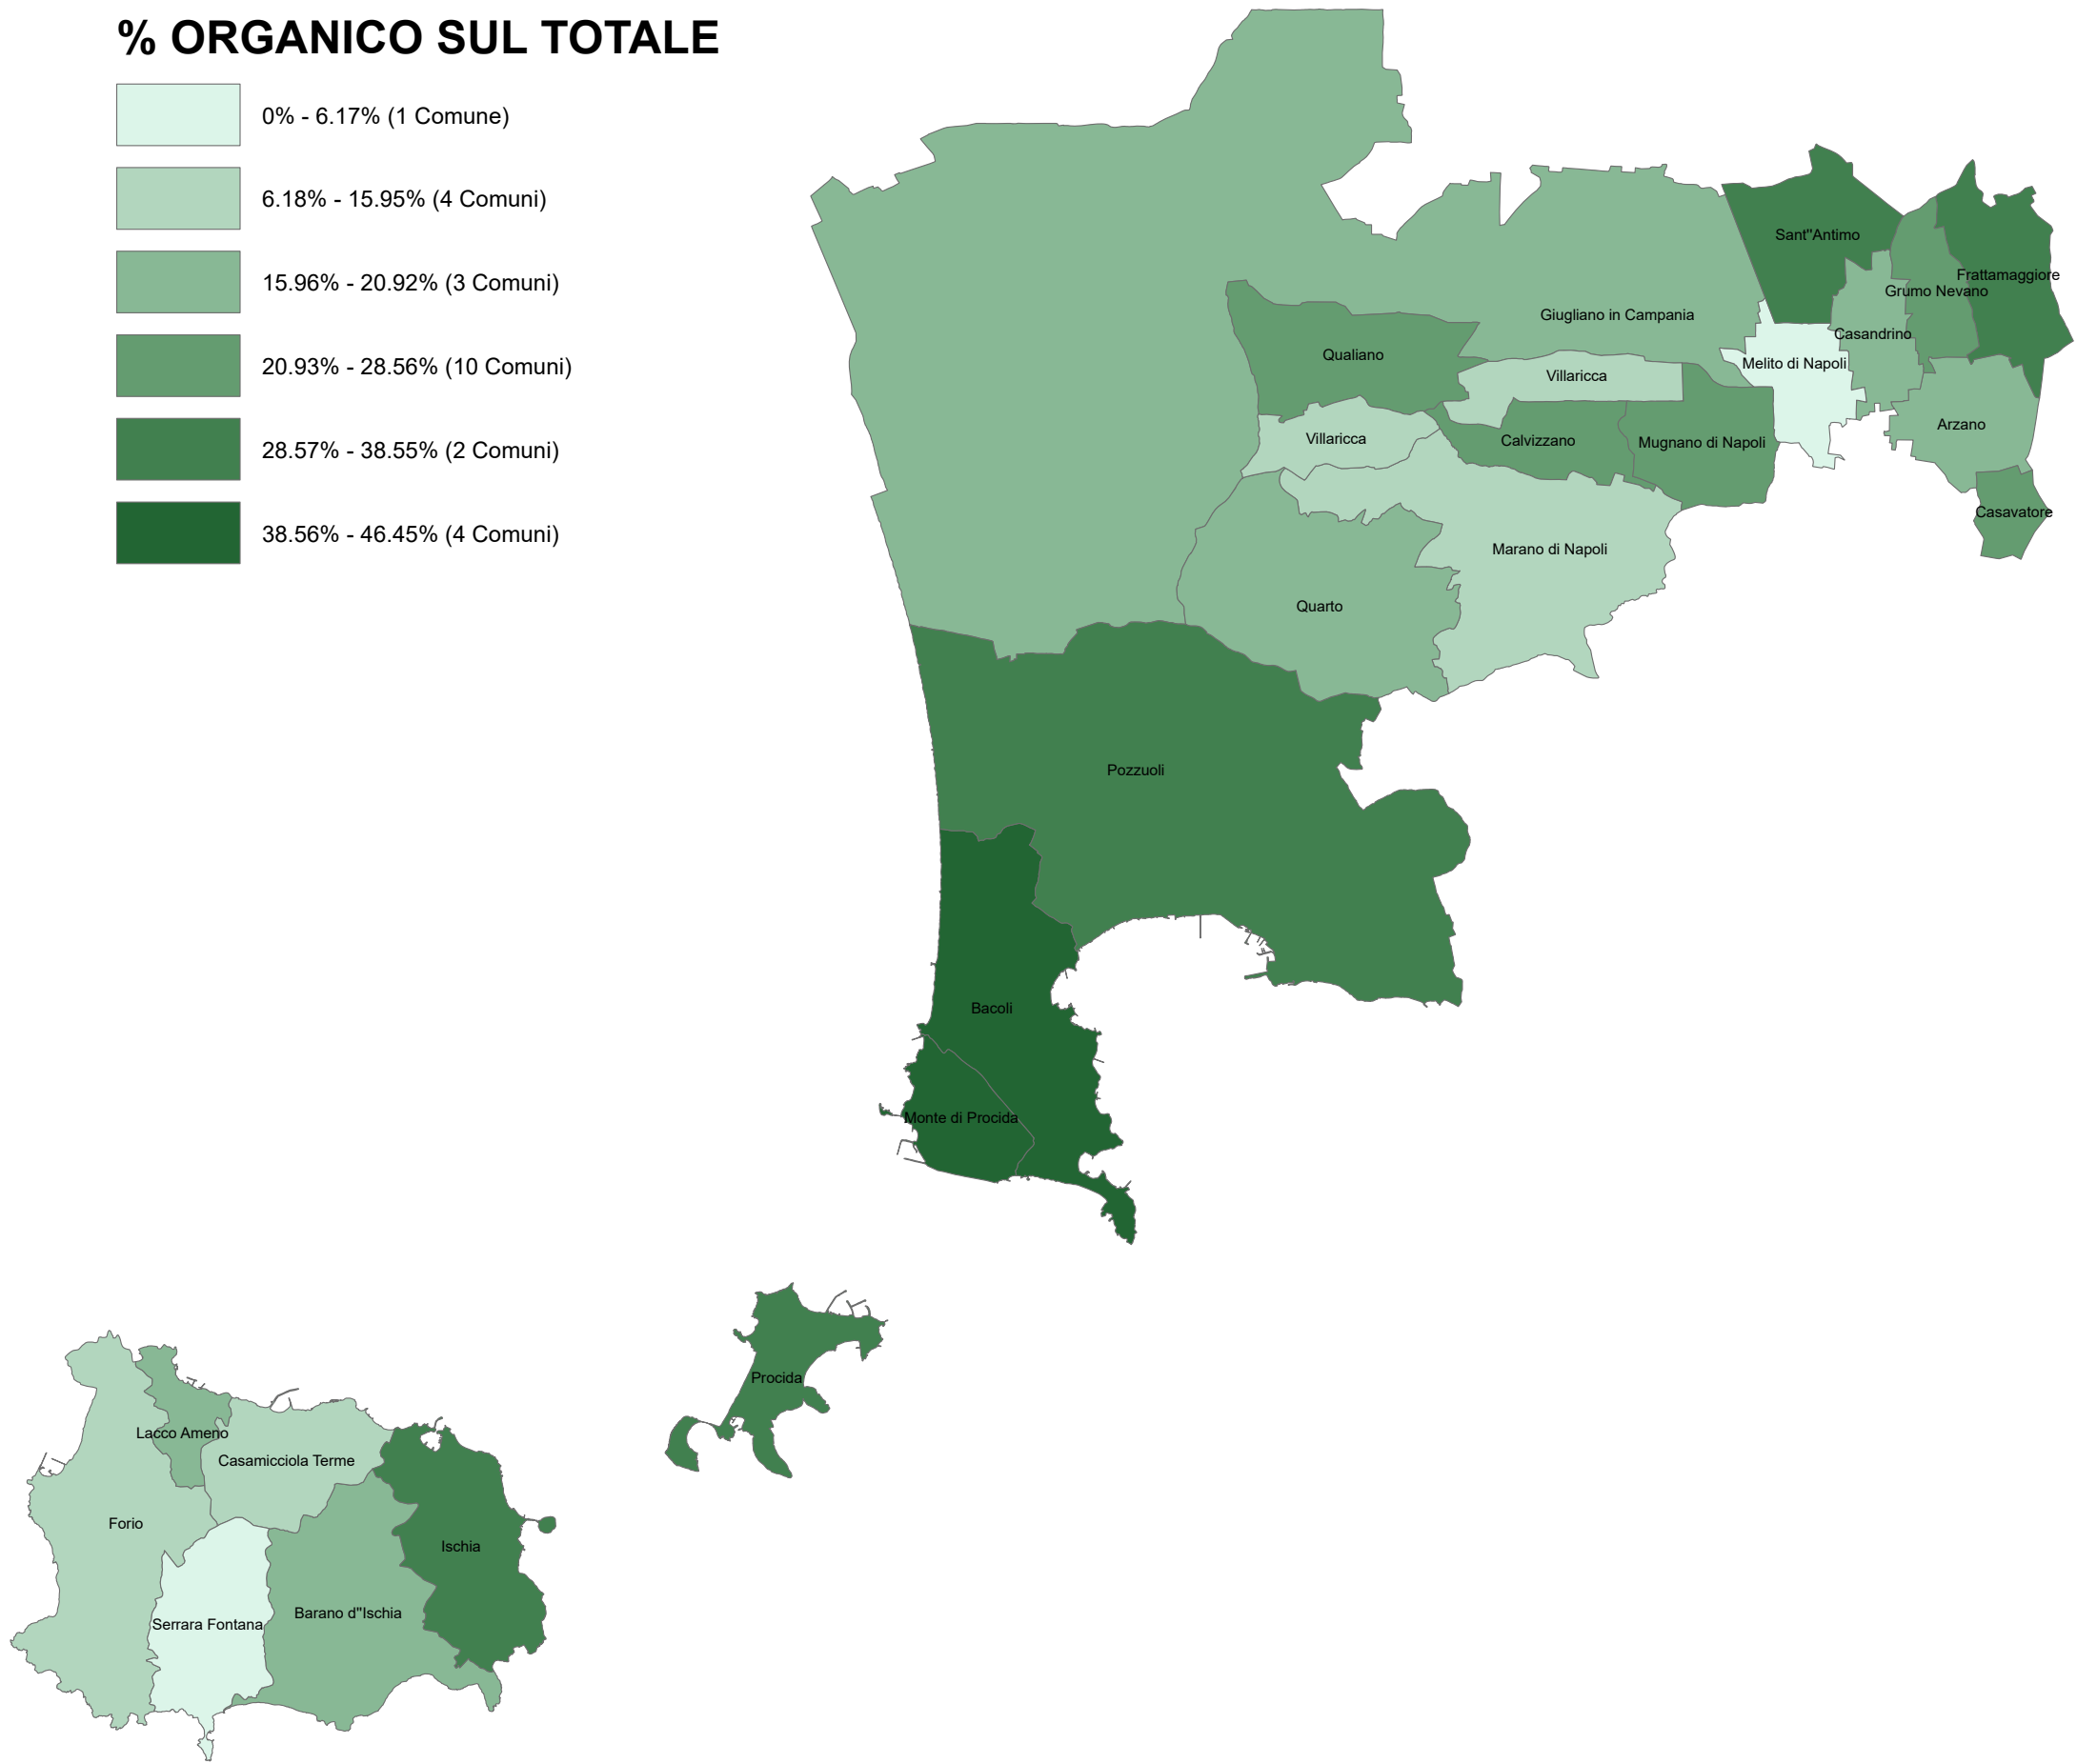 % ORGANICO SUL TOTALE
0% - 6.17% (1 Comune)
6.18% - 15.95% (4 Comuni)
15.96% - 20.92% (3 Comuni)
20.93% - 28.56% (10 Comuni)
28.57% - 38.55% (2 Comuni)
38.56% - 46.45% (4 Comuni)
Sant"Antimo
Frattamaggiore
Grumo Nevano
Giugliano in Campania
Casandrino
Qualiano
Melito di Napoli
Villaricca
Arzano
Villaricca
Calvizzano
Mugnano di Napoli
Casavatore
Marano di Napoli
Quarto
Pozzuoli
Bacoli
Monte di Procida
Procida
Lacco Ameno
Casamicciola Terme
Forio
Ischia
Barano d"Ischia
Serrara Fontana